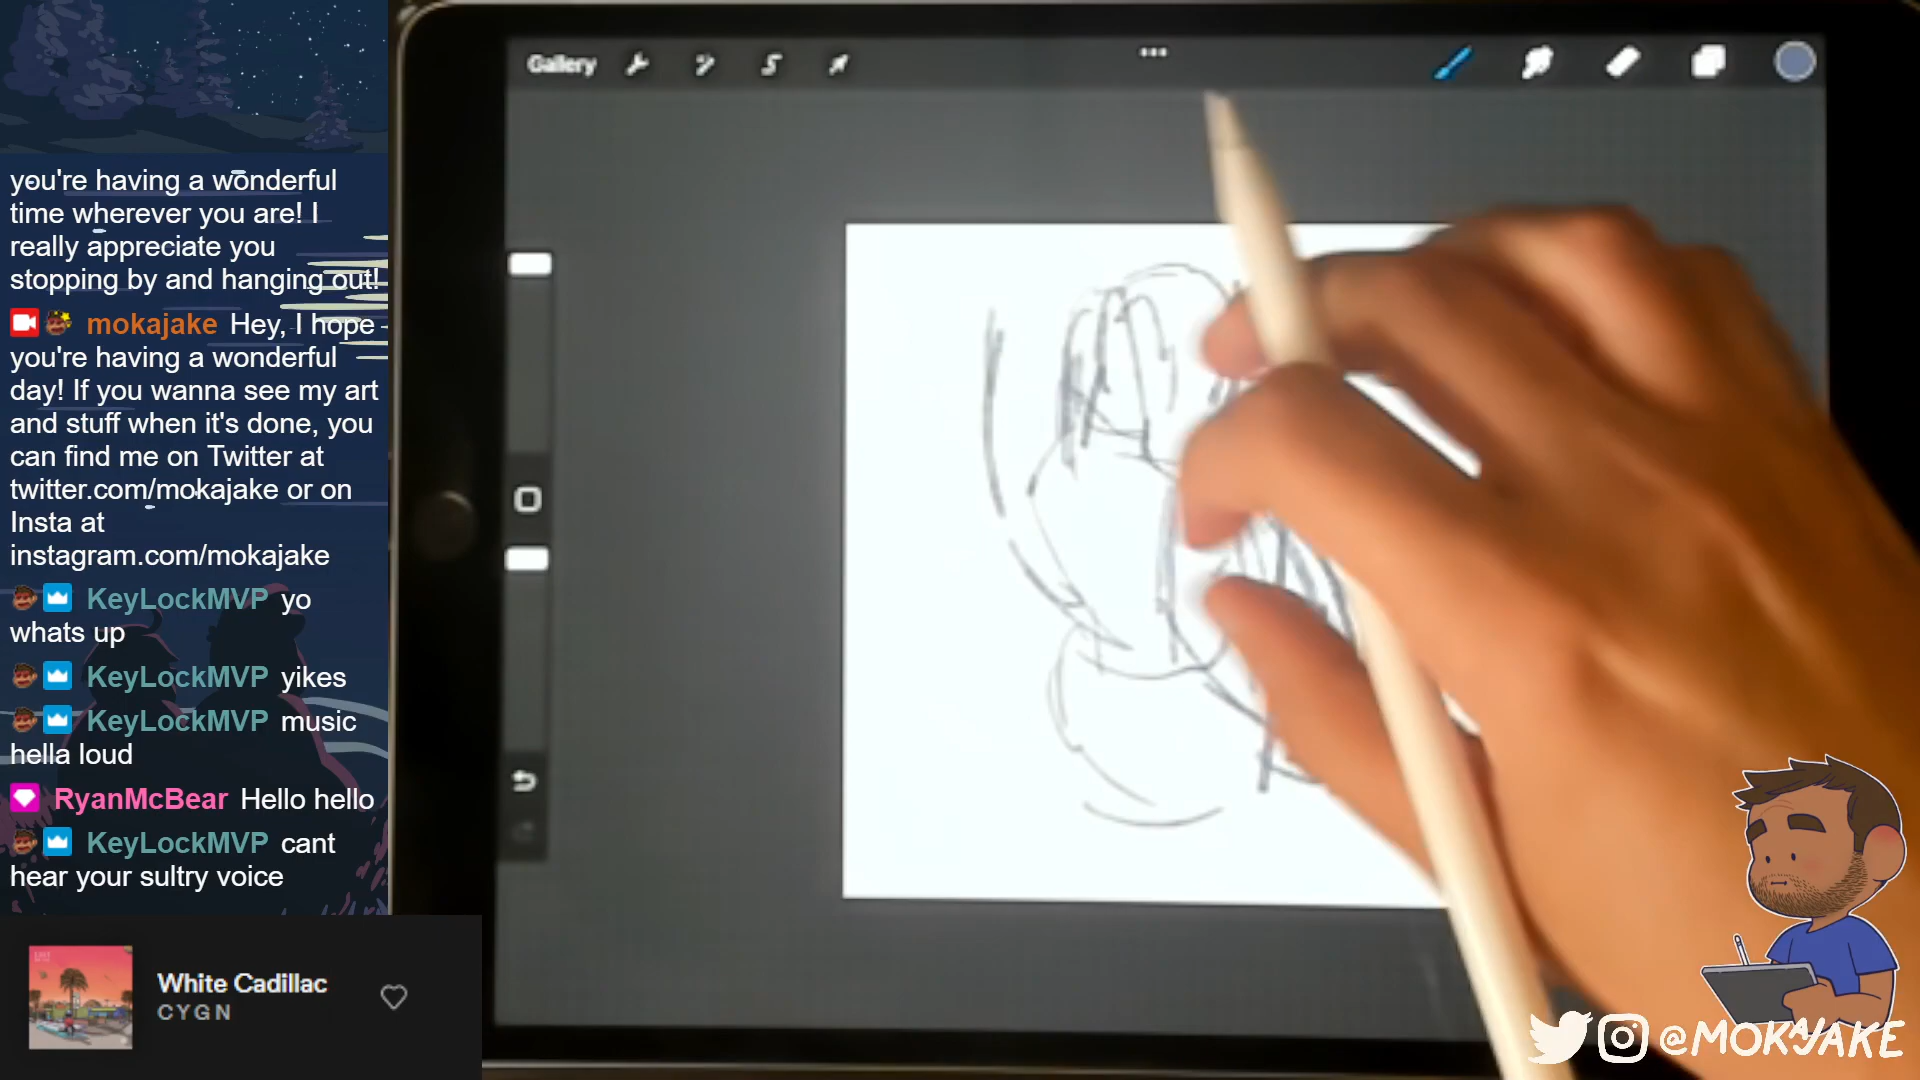 Gallery
you're having a wonderful
time wherever you are! I
really appreciate you
stopping by and hanging out!
mokajake Hey, I hope
you're having a wonderful
day! If you wanna see my art
and stuff when it's done, you
can find me on Twitter at
twitter.com/mokajake or on
Insta at
instagram.com/mokajake
KeyLockMVP yo
whats up
KeyLockMVP yikes
KeyLockMVP music
hella loud
RyanMcBear Hello hello
KeyLockMVP cant
hear your sultry voice
White Cadillac
CYGN
@MOKAJAKE